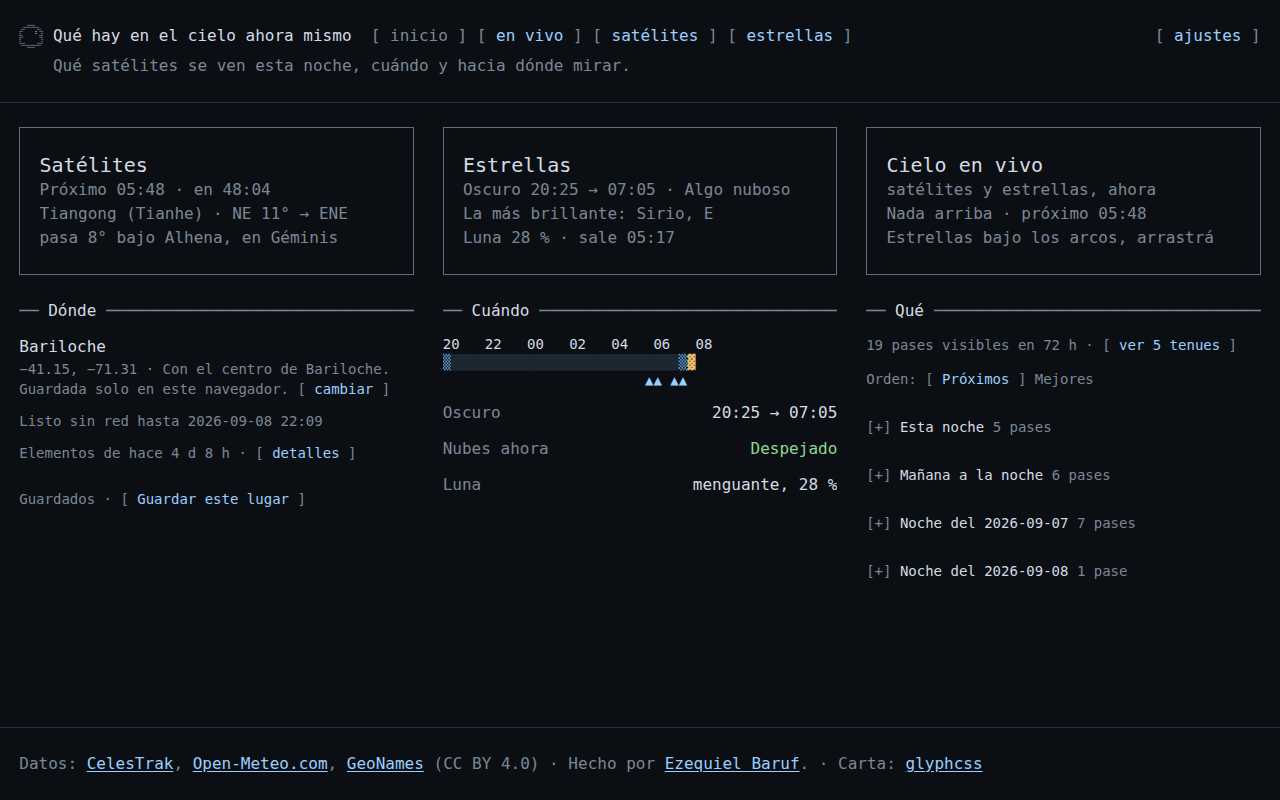 Qué hay en el cielo ahora mismo [ inicio ] [ en vivo ] [ satélites ] [ estrellas ] [ ajustes ]
Qué satélites se ven esta noche, cuándo y hacia dónde mirar.
Satélites
Próximo 05:48 · en 48:04
Tiangong (Tianhe) · NE 11° → ENE
pasa 8° bajo Alhena, en Géminis
Estrellas
Oscuro 20:25 → 07:05 · Algo nuboso
La más brillante: Sirio, E
Luna 28 % · sale 05:17
Cielo en vivo
satélites y estrellas, ahora
Nada arriba · próximo 05:48
Estrellas bajo los arcos, arrastrá
Dónde
Bariloche
−41.15, −71.31 · Con el centro de Bariloche.
Guardada solo en este navegador. [ cambiar ]
Listo sin red hasta 2026-09-08 22:09
Elementos de hace 4 d 8 h · [ detalles ]
Guardados · [ Guardar este lugar ]
Cuándo
20 22 00 02 04 06 08
▲▲ ▲▲
Oscuro 20:25 → 07:05
Nubes ahora Despejado
Luna menguante, 28 %
Qué
19 pases visibles en 72 h · [ ver 5 tenues ]
Orden: [ Próximos ] Mejores
[+] Esta noche 5 pases
[+] Mañana a la noche 6 pases
[+] Noche del 2026-09-07 7 pases
[+] Noche del 2026-09-08 1 pase
Datos: CelesTrak, Open-Meteo.com, GeoNames (CC BY 4.0) · Hecho por Ezequiel Baruf. · Carta: glyphcss